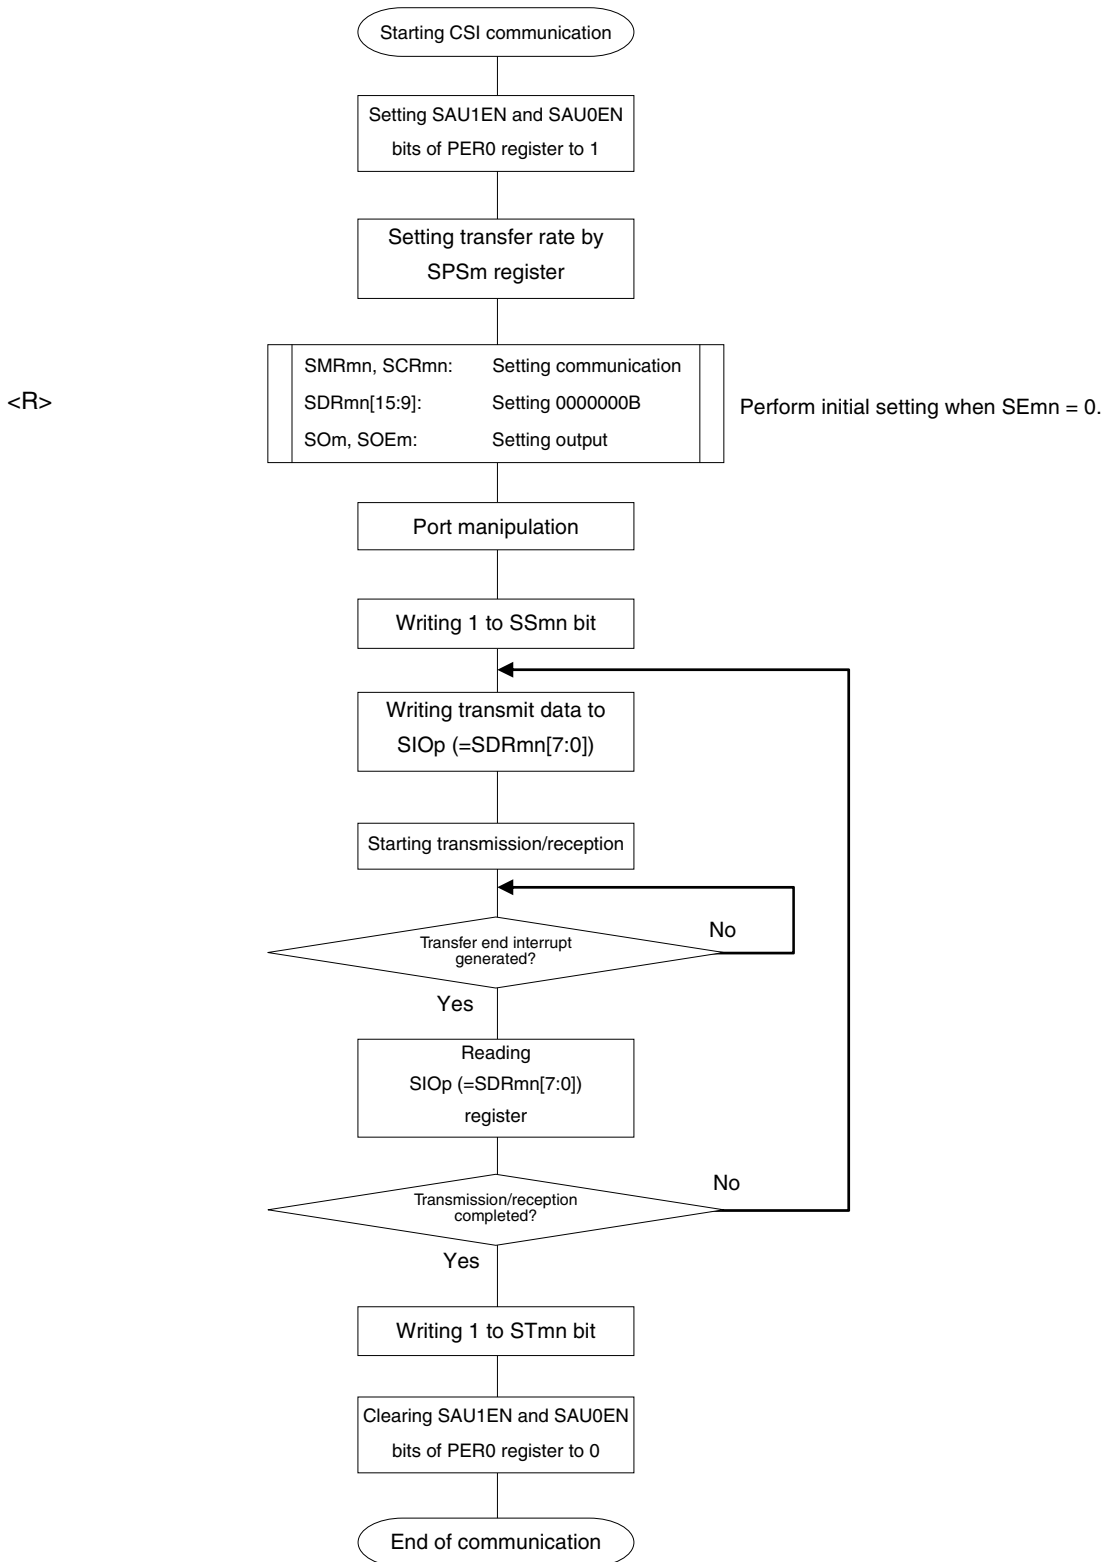 Starting CSI communication
Setting SAU1EN and SAU0EN
bits of PER0 register to 1
Setting transfer rate by
SPSm register
<R>
SMRmn, SCRmn: Setting communication
SDRmn[15:9]: Setting 0000000B
SOm, SOEm: Setting output
Perform initial setting when SEmn = 0.
Port manipulation
Writing 1 to SSmn bit
Writing transmit data to
SIOp (=SDRmn[7:0])
Starting transmission/reception
Transfer end interrupt
generated?
No
Yes
Reading
SIOp (=SDRmn[7:0])
register
Transmission/reception
completed?
No
Yes
Writing 1 to STmn bit
Clearing SAU1EN and SAU0EN
bits of PER0 register to 0
End of communication